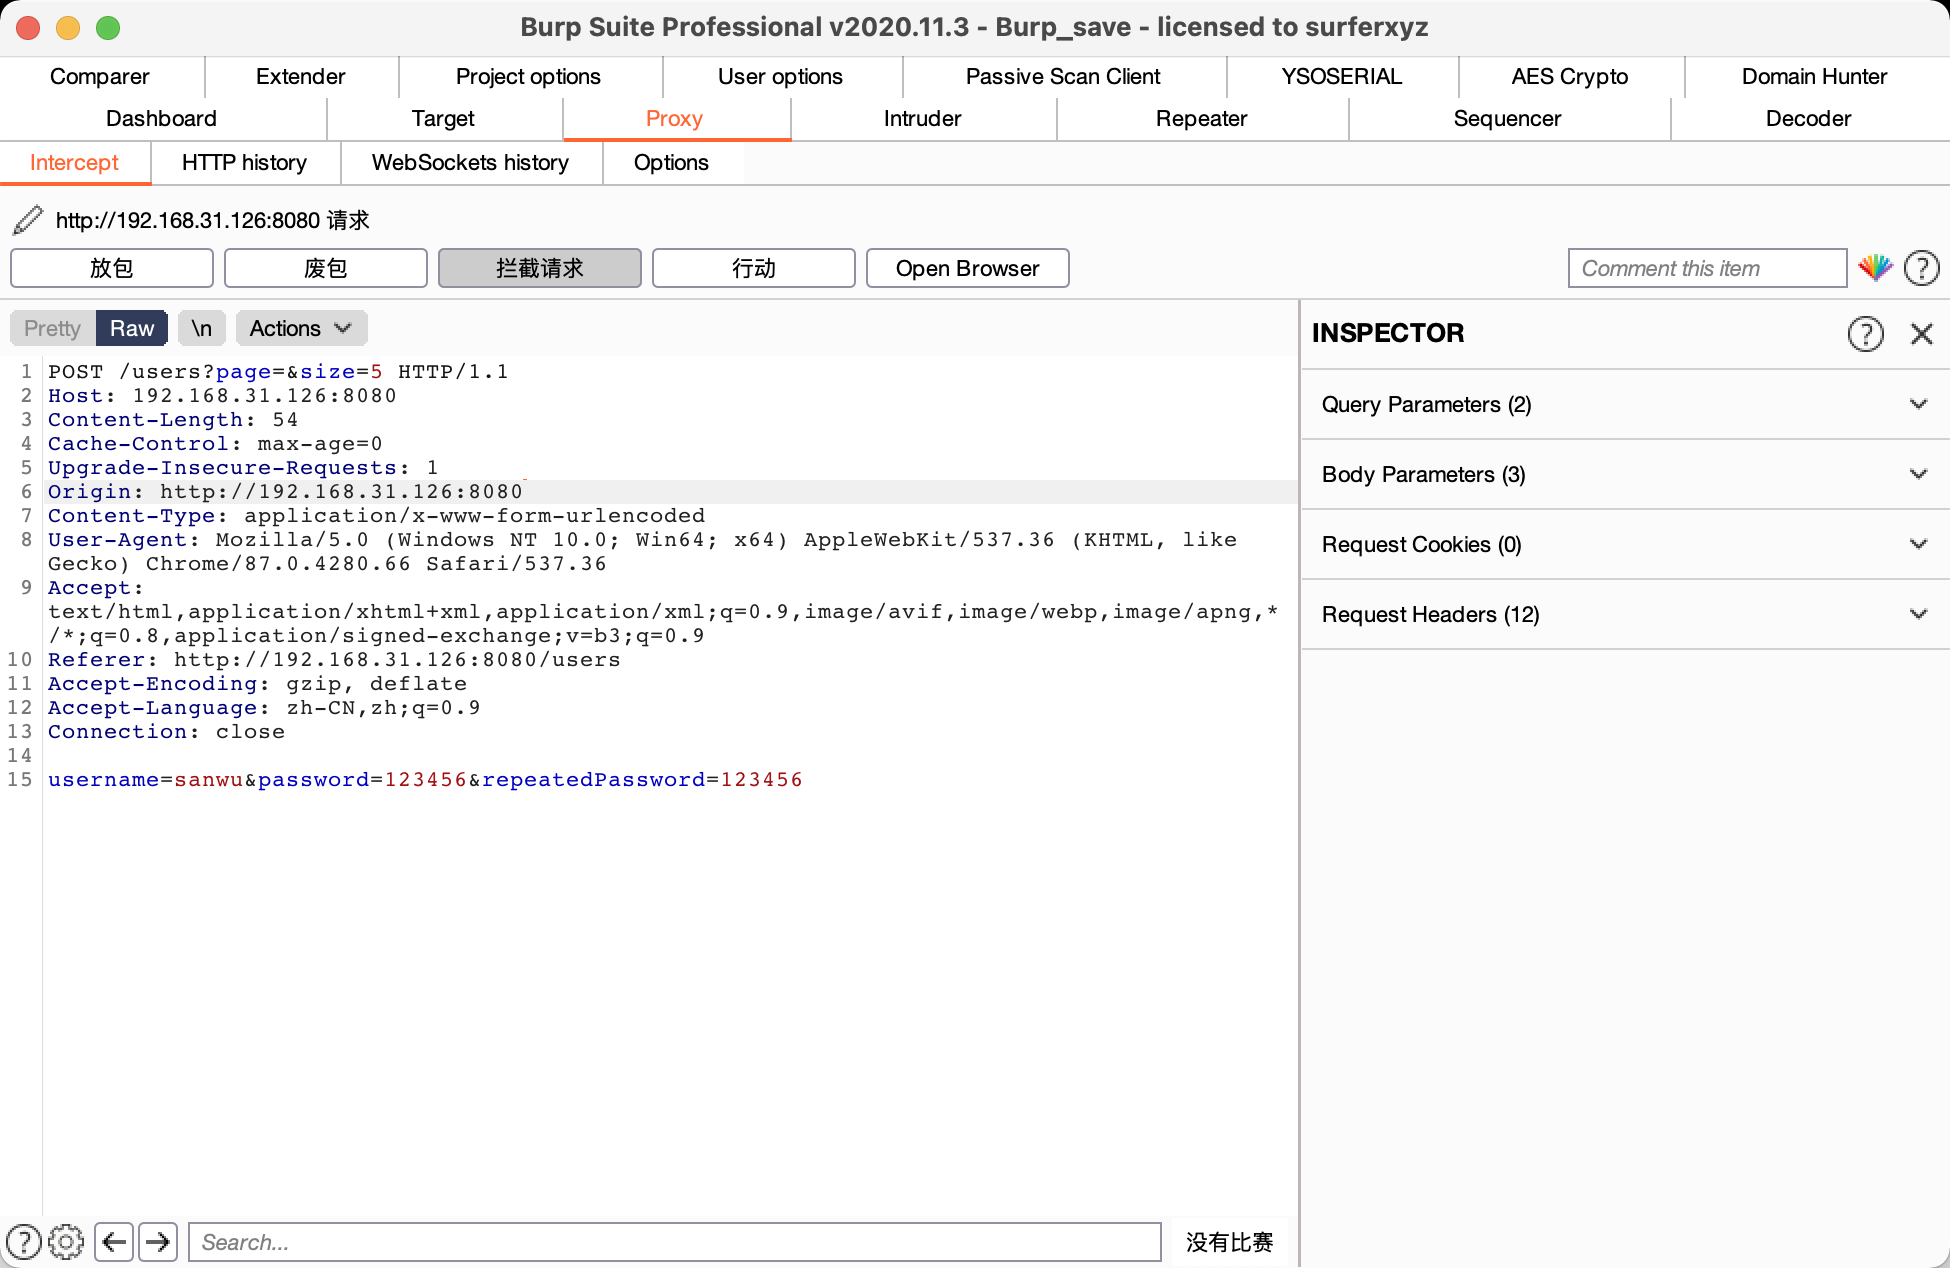 Burp Suite Professional v2020.11.3 - Burp_save - licensed to surferxyz
Comparer Extender Project options User options Passive Scan Client YSOSERIAL AES Crypto Domain Hunter
Dashboard Target Proxy Intruder Repeater Sequencer Decoder
Intercept HTTP history WebSockets history Options
http://192.168.31.126:8080 请求
放包 废包 拦截请求 行动 Open Browser Comment this item ?
Pretty Raw \n Actions
INSPECTOR ?
Query Parameters (2)
Body Parameters (3)
Request Cookies (0)
Request Headers (12)
1 POST /users?page=&size=5 HTTP/1.1
2 Host: 192.168.31.126:8080
3 Content-Length: 54
4 Cache-Control: max-age=0
5 Upgrade-Insecure-Requests: 1
6 Origin: http://192.168.31.126:8080
7 Content-Type: application/x-www-form-urlencoded
8 User-Agent: Mozilla/5.0 (Windows NT 10.0; Win64; x64) AppleWebKit/537.36 (KHTML, like
Gecko) Chrome/87.0.4280.66 Safari/537.36
9 Accept:
text/html,application/xhtml+xml,application/xml;q=0.9,image/avif,image/webp,image/apng,*
/*;q=0.8,application/signed-exchange;v=b3;q=0.9
10 Referer: http://192.168.31.126:8080/users
11 Accept-Encoding: gzip, deflate
12 Accept-Language: zh-CN,zh;q=0.9
13 Connection: close
14
15 username=sanwu&password=123456&repeatedPassword=123456
? Search... 没有比赛